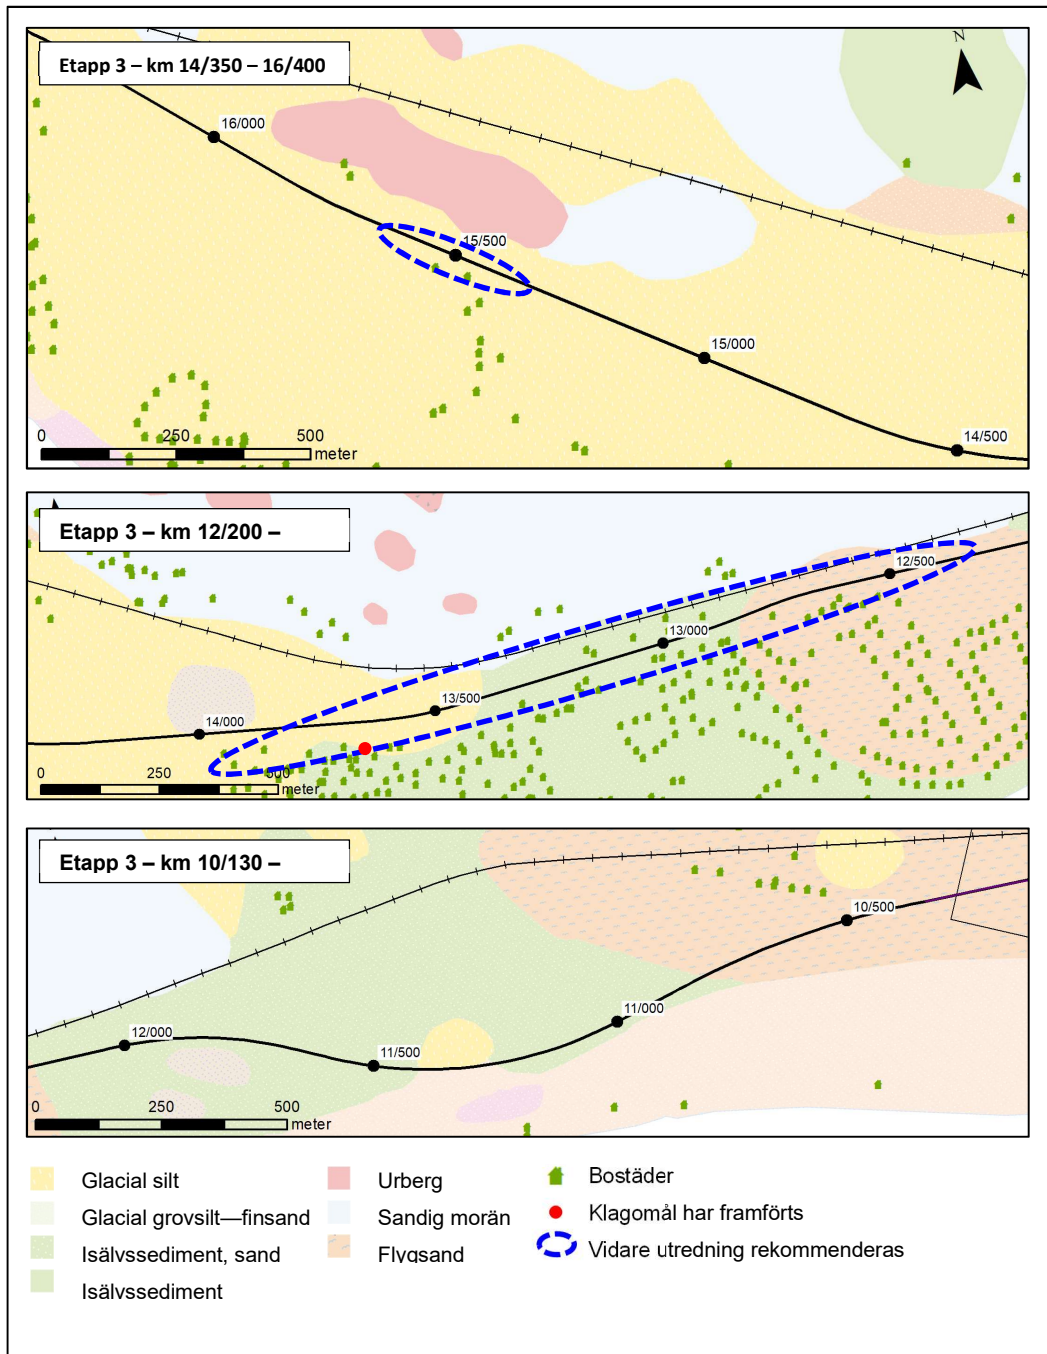 Etapp 3 – km 14/350 – 16/400
N
16/000
15/500
15/000
14/500
0 250 500
meter
Etapp 3 – km 12/200 –
12/500
13/000
13/500
14/000
0 250 500
meter
Etapp 3 – km 10/130 –
10/500
11/000
12/000
11/500
0 250 500
meter
Glacial silt
Glacial grovsilt—finsand
Isälvssediment, sand
Isälvssediment
Urberg
Sandig morän
Flygsand
Bostäder
Klagomål har framförts
Vidare utredning rekommenderas